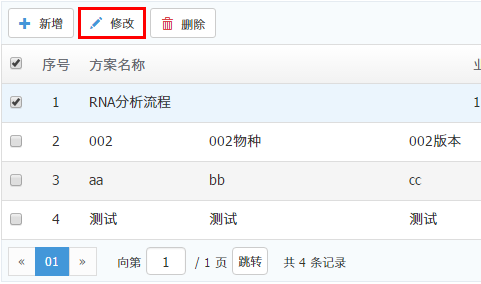 新增 修改 删除
序号 方案名称
1 RNA分析流程 1
2 002 002物种 002版本
3 aa bb cc
4 测试 测试 测试
« 01 » 向第 1 / 1 页 跳转 共 4 条记录